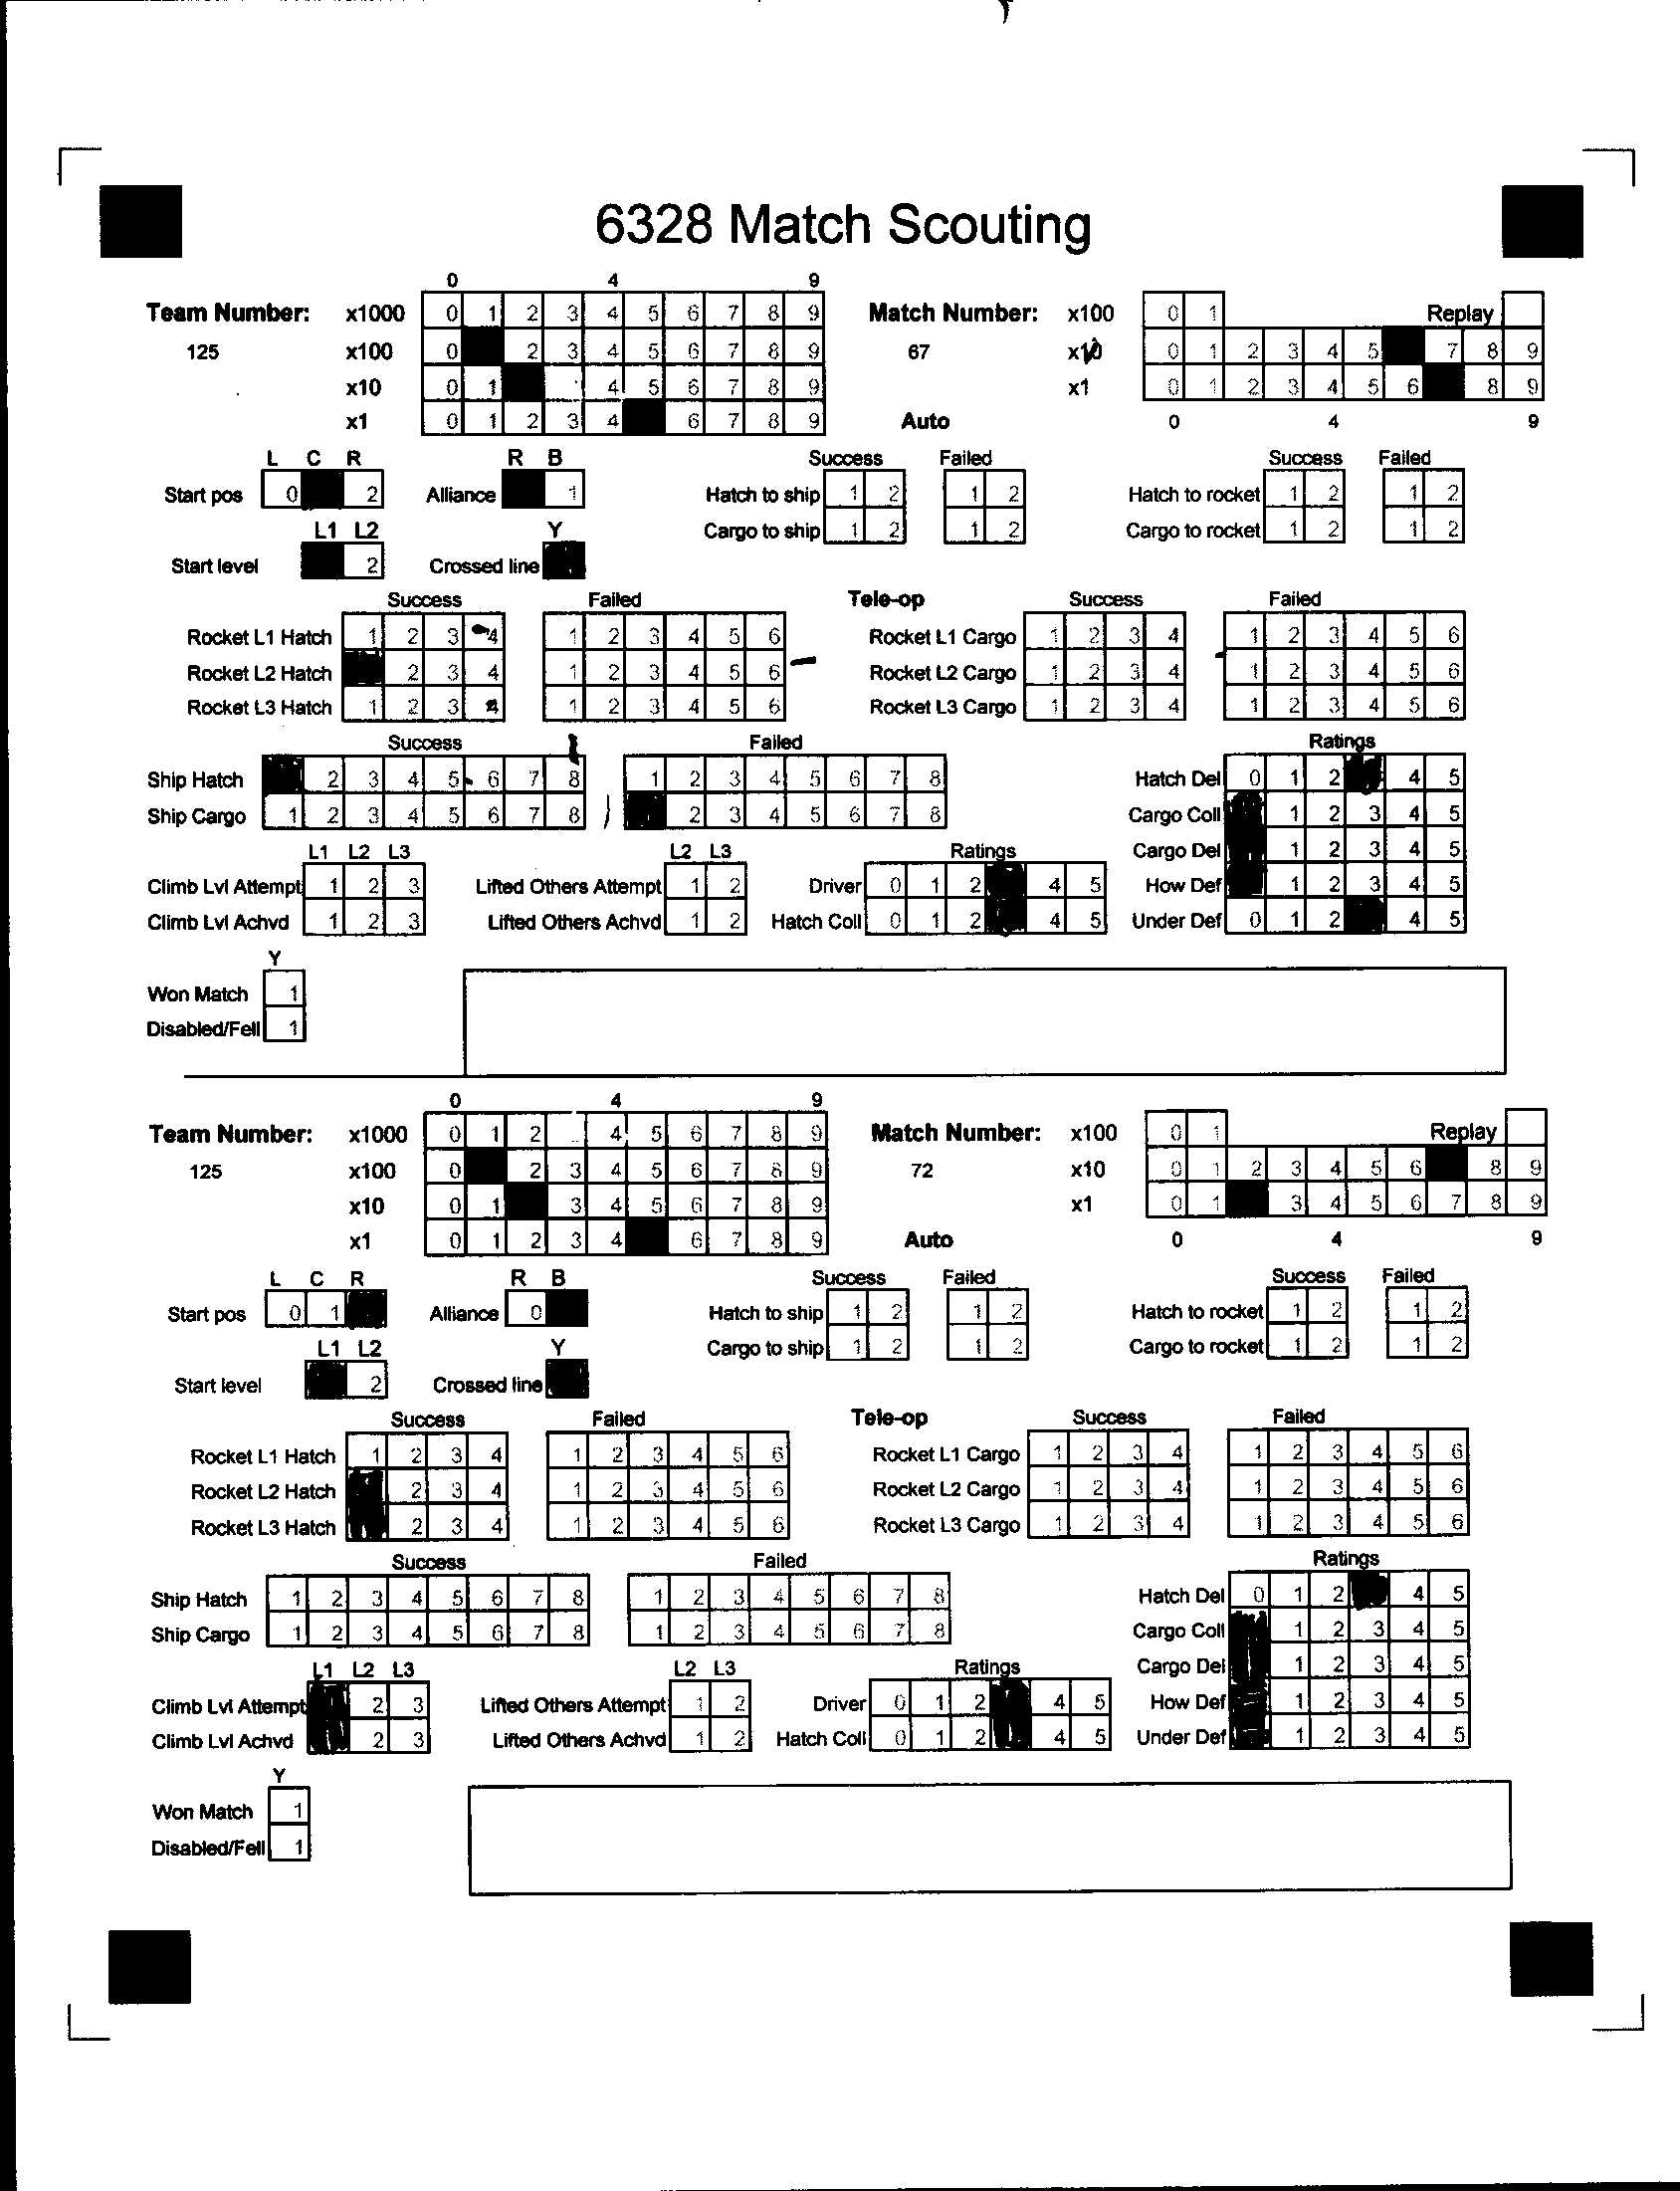 6328 Match Scouting
0 4 9
Team Number: x1000 0 1 2 3 4 5 6 7 8 9 Match Number: x100 0 1 Replay
125 x100 0 2 3 4 5 6 7 8 9 67 x10 0 1 2 3 4 5 7 8 9
x10 0 1 4 5 6 7 8 9 x1 0 1 2 3 4 5 6 8 9
x1 0 1 2 3 4 6 7 8 9 Auto 0 4 9
L C R R B Success Failed Success Failed
Start pos 0 2 Alliance 1 Hatch to ship 1 2 1 2 Hatch to rocket 1 2 1 2
L1 L2 Y Cargo to ship 1 2 1 2 Cargo to rocket 1 2 1 2
Start level 2 Crossed line
Success Failed Tele-op Success Failed
Rocket L1 Hatch 1 2 3 4 1 2 3 4 5 6 Rocket L1 Cargo 1 2 3 4 1 2 3 4 5 6
Rocket L2 Hatch 2 3 4 1 2 3 4 5 6 Rocket L2 Cargo 1 2 3 4 1 2 3 4 5 6
Rocket L3 Hatch 1 2 3 4 1 2 3 4 5 6 Rocket L3 Cargo 1 2 3 4 1 2 3 4 5 6
Success Failed Ratings
Ship Hatch 2 3 4 5 6 7 8 1 2 3 4 5 6 7 8 Hatch Del 0 1 2 4 5
Ship Cargo 1 2 3 4 5 6 7 8 2 3 4 5 6 7 8 Cargo Coll 1 2 3 4 5
L1 L2 L3 L2 L3 Ratings Cargo Del 1 2 3 4 5
Climb Lvl Attempt 1 2 3 Lifted Others Attempt 1 2 Driver 0 1 2 4 5 How Def 1 2 3 4 5
Climb Lvl Achvd 1 2 3 Lifted Others Achvd 1 2 Hatch Coll 0 1 2 4 5 Under Def 0 1 2 4 5
Y
Won Match 1
Disabled/Fell 1
0 4 9
Team Number: x1000 0 1 2 4 5 6 7 8 9 Match Number: x100 0 1 Replay
125 x100 0 2 3 4 5 6 7 8 9 72 x10 0 1 2 3 4 5 6 8 9
x10 0 1 3 4 5 6 7 8 9 x1 0 1 3 4 5 6 7 8 9
x1 0 1 2 3 4 6 7 8 9 Auto 0 4 9
L C R R B Success Failed Success Failed
Start pos 0 1 Alliance 0 Hatch to ship 1 2 1 2 Hatch to rocket 1 2 1 2
L1 L2 Y Cargo to ship 1 2 1 2 Cargo to rocket 1 2 1 2
Start level 2 Crossed line
Success Failed Tele-op Success Failed
Rocket L1 Hatch 1 2 3 4 1 2 3 4 5 6 Rocket L1 Cargo 1 2 3 4 1 2 3 4 5 6
Rocket L2 Hatch 2 3 4 1 2 3 4 5 6 Rocket L2 Cargo 1 2 3 4 1 2 3 4 5 6
Rocket L3 Hatch 2 3 4 1 2 3 4 5 6 Rocket L3 Cargo 1 2 3 4 1 2 3 4 5 6
Success Failed Ratings
Ship Hatch 1 2 3 4 5 6 7 8 1 2 3 4 5 6 7 8 Hatch Del 0 1 2 4 5
Ship Cargo 1 2 3 4 5 6 7 8 1 2 3 4 5 6 7 8 Cargo Coll 1 2 3 4 5
L1 L2 L3 L2 L3 Ratings Cargo Del 1 2 3 4 5
Climb Lvl Attempt 2 3 Lifted Others Attempt 1 2 Driver 0 1 2 4 5 How Def 1 2 3 4 5
Climb Lvl Achvd 2 3 Lifted Others Achvd 1 2 Hatch Coll 0 1 2 4 5 Under Def 1 2 3 4 5
Y
Won Match 1
Disabled/Fell 1